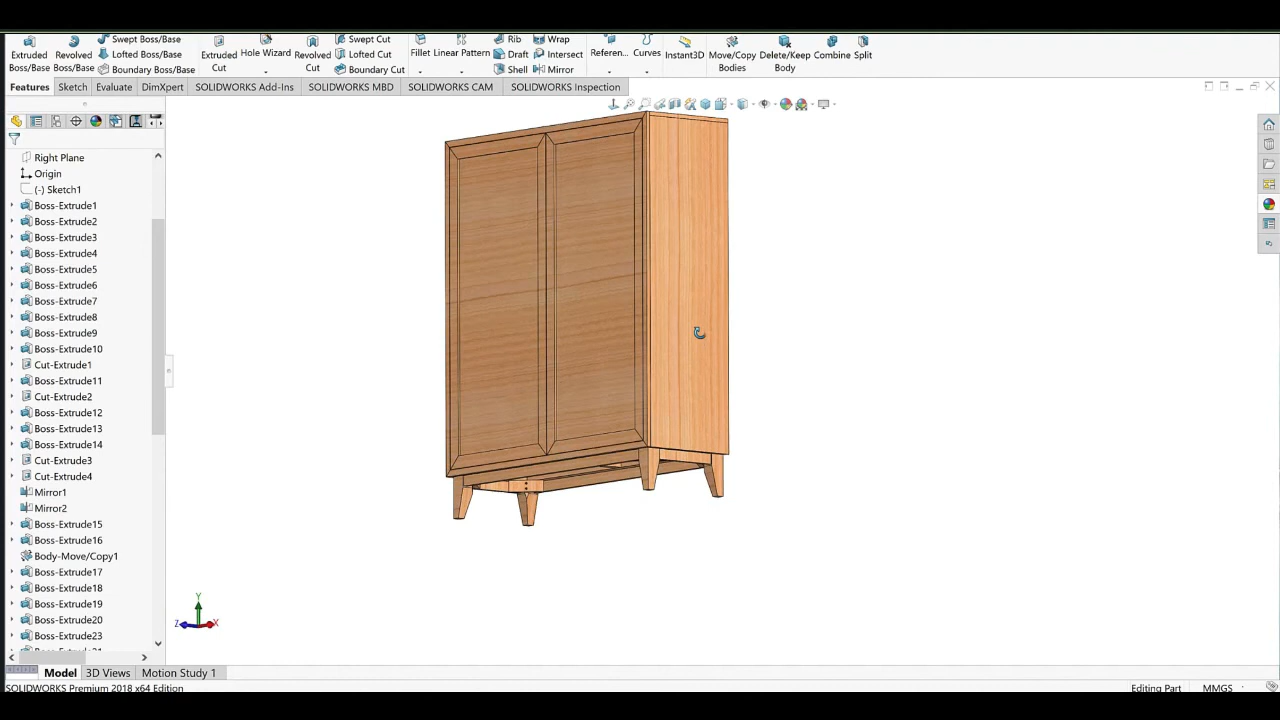 Swept Boss/Base Swept Cut Rib Wrap
Extruded Boss/Base Revolved Boss/Base Lofted Boss/Base Extruded Cut Hole Wizard Revolved Cut Lofted Cut Fillet Linear Pattern Draft Intersect Referen... Curves Instant3D Move/Copy Bodies Delete/Keep Body Combine Split
Boundary Boss/Base Boundary Cut Shell Mirror
Features Sketch Evaluate DimXpert SOLIDWORKS Add-Ins SOLIDWORKS MBD SOLIDWORKS CAM SOLIDWORKS Inspection
Right Plane
Origin
(-) Sketch1
Boss-Extrude1
Boss-Extrude2
Boss-Extrude3
Boss-Extrude4
Boss-Extrude5
Boss-Extrude6
Boss-Extrude7
Boss-Extrude8
Boss-Extrude9
Boss-Extrude10
Cut-Extrude1
Boss-Extrude11
Cut-Extrude2
Boss-Extrude12
Boss-Extrude13
Boss-Extrude14
Cut-Extrude3
Cut-Extrude4
Mirror1
Mirror2
Boss-Extrude15
Boss-Extrude16
Body-Move/Copy1
Boss-Extrude17
Boss-Extrude18
Boss-Extrude19
Boss-Extrude20
Boss-Extrude23
Y
Z X
Model 3D Views Motion Study 1
SOLIDWORKS Premium 2018 x64 Edition Editing Part MMGS